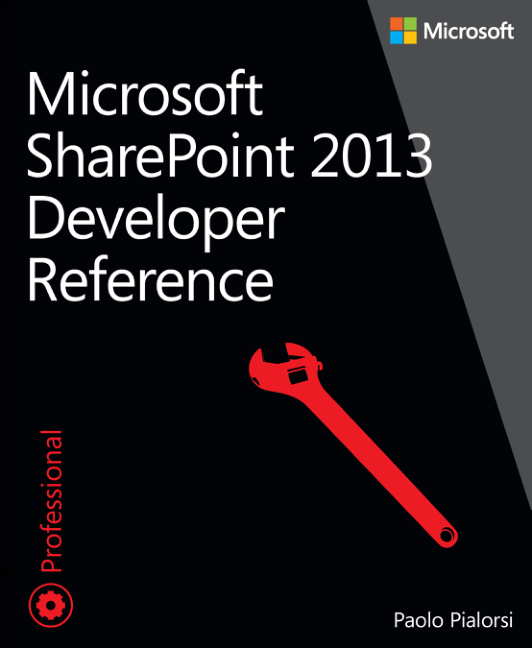 Microsoft
Microsoft
SharePoint 2013
Developer
Reference
Professional
Paolo Pialorsi